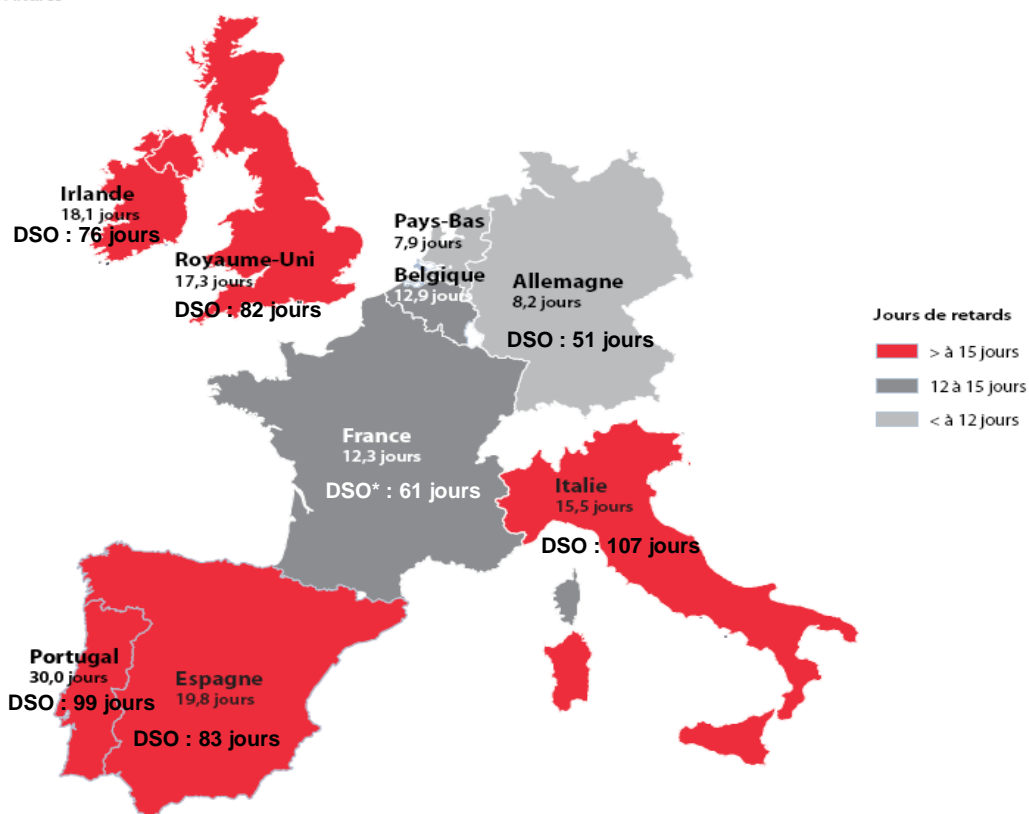 Irlande
18,1 jours
DSO : 76 jours
Royaume-Uni
17,3 jours
DSO : 82 jours
Pays-Bas
7,9 jours
Belgique
12,9 jours
Allemagne
8,2 jours
DSO : 51 jours
Jours de retards
> à 15 jours
12 à 15 jours
< à 12 jours
France
12,3 jours
DSO* : 61 jours
Italie
15,5 jours
DSO : 107 jours
Portugal
30,0 jours
DSO : 99 jours
Espagne
19,8 jours
DSO : 83 jours